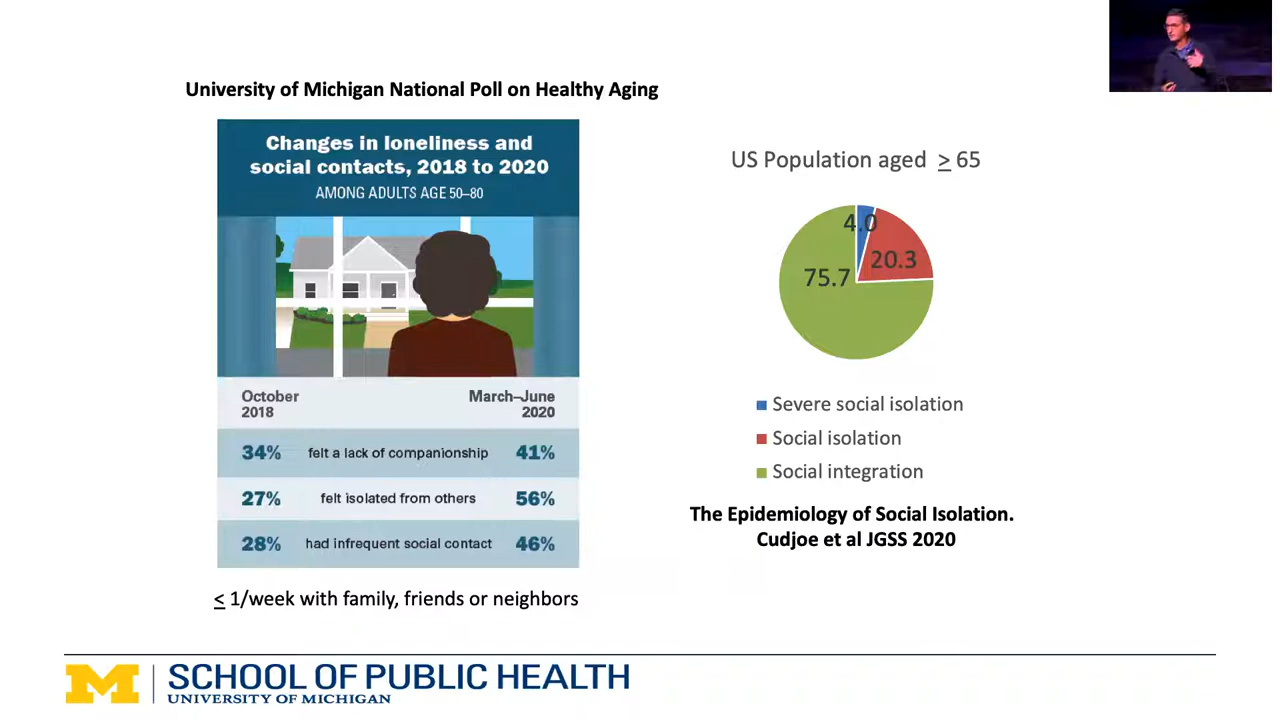 University of Michigan National Poll on Healthy Aging
Changes in loneliness and
social contacts, 2018 to 2020
AMONG ADULTS AGE 50–80
October
2018
March–June
2020
34% felt a lack of companionship 41%
27% felt isolated from others 56%
28% had infrequent social contact 46%
≤ 1/week with family, friends or neighbors
US Population aged ≥ 65
4.0
20.3
75.7
Severe social isolation
Social isolation
Social integration
The Epidemiology of Social Isolation.
Cudjoe et al JGSS 2020
M
SCHOOL OF PUBLIC HEALTH
UNIVERSITY OF MICHIGAN